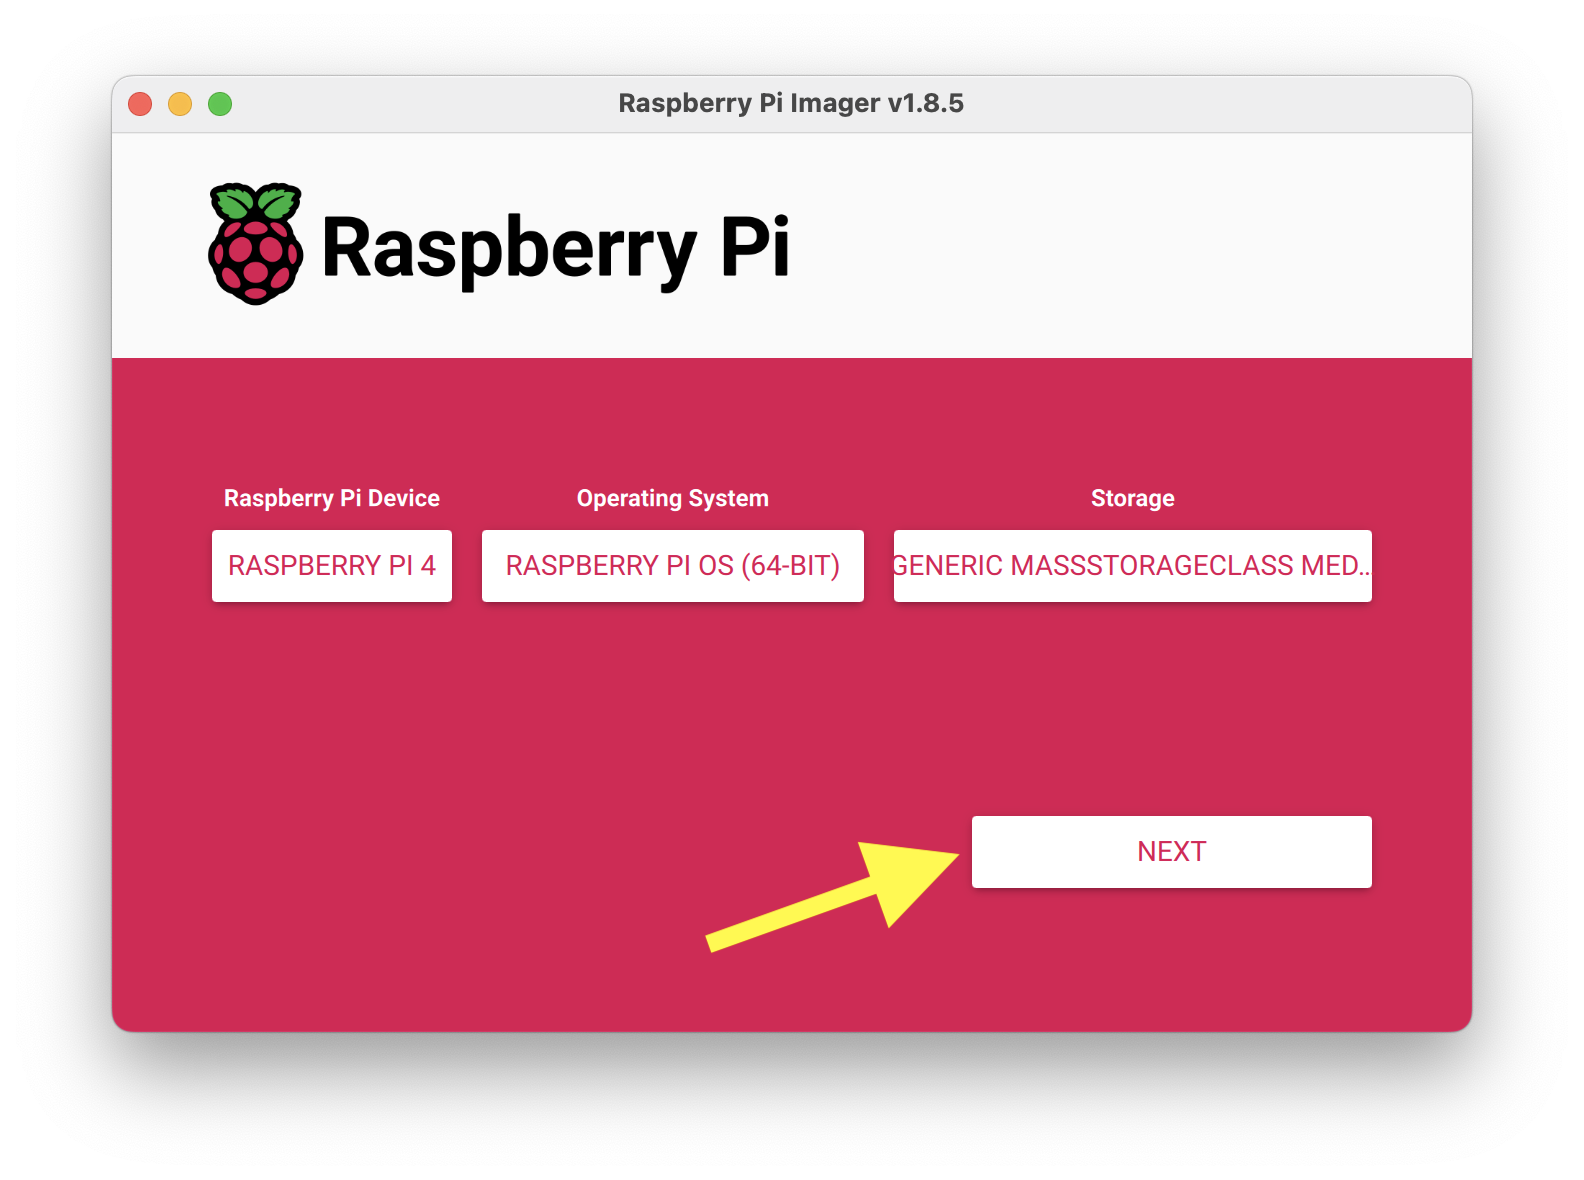 Raspberry Pi Imager v1.8.5
Raspberry Pi
Raspberry Pi Device
Operating System
Storage
RASPBERRY PI 4
RASPBERRY PI OS (64-BIT)
GENERIC MASSSTORAGECLASS MED...
NEXT